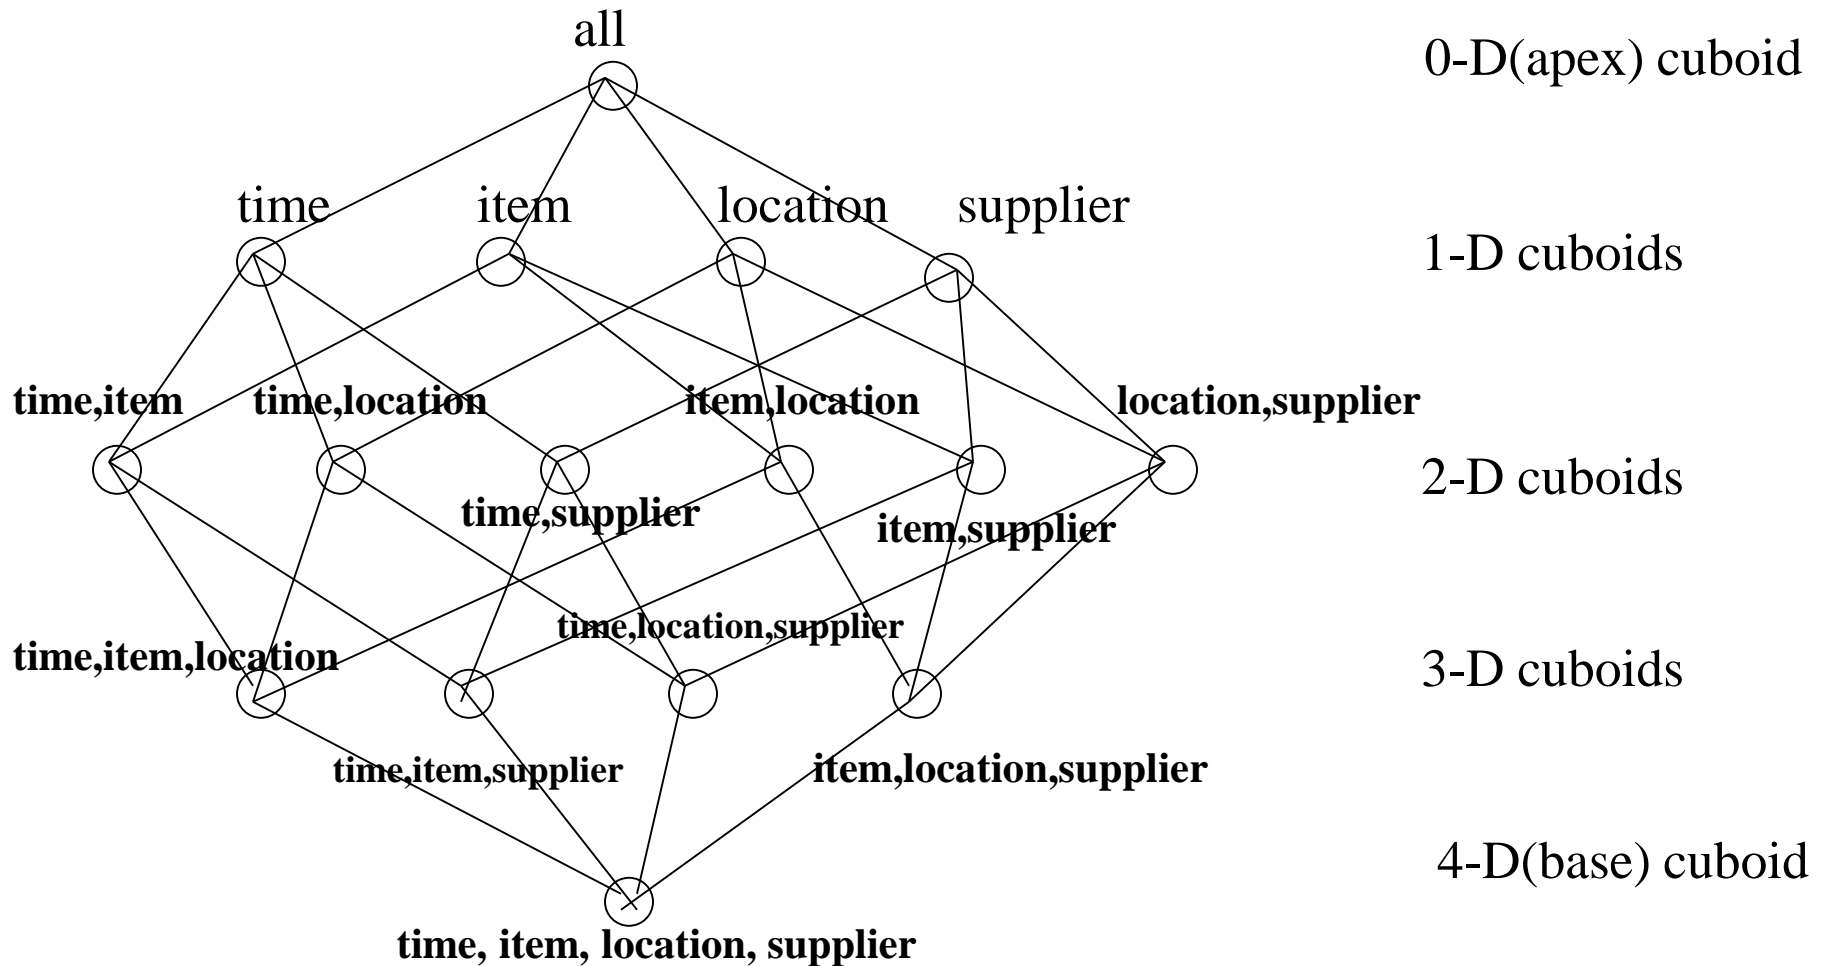 all
0-D(apex) cuboid
time
item
location
supplier
1-D cuboids
time,item
time,location
item,location
location,supplier
2-D cuboids
time,supplier
item,supplier
time,location,supplier
time,item,location
3-D cuboids
time,item,supplier
item,location,supplier
4-D(base) cuboid
time, item, location, supplier